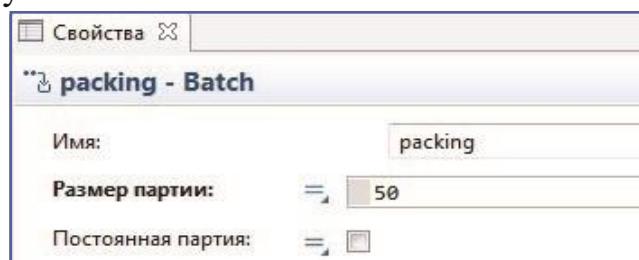 Свойства
packing - Batch
Имя: packing
Размер партии: 50
Постоянная партия: